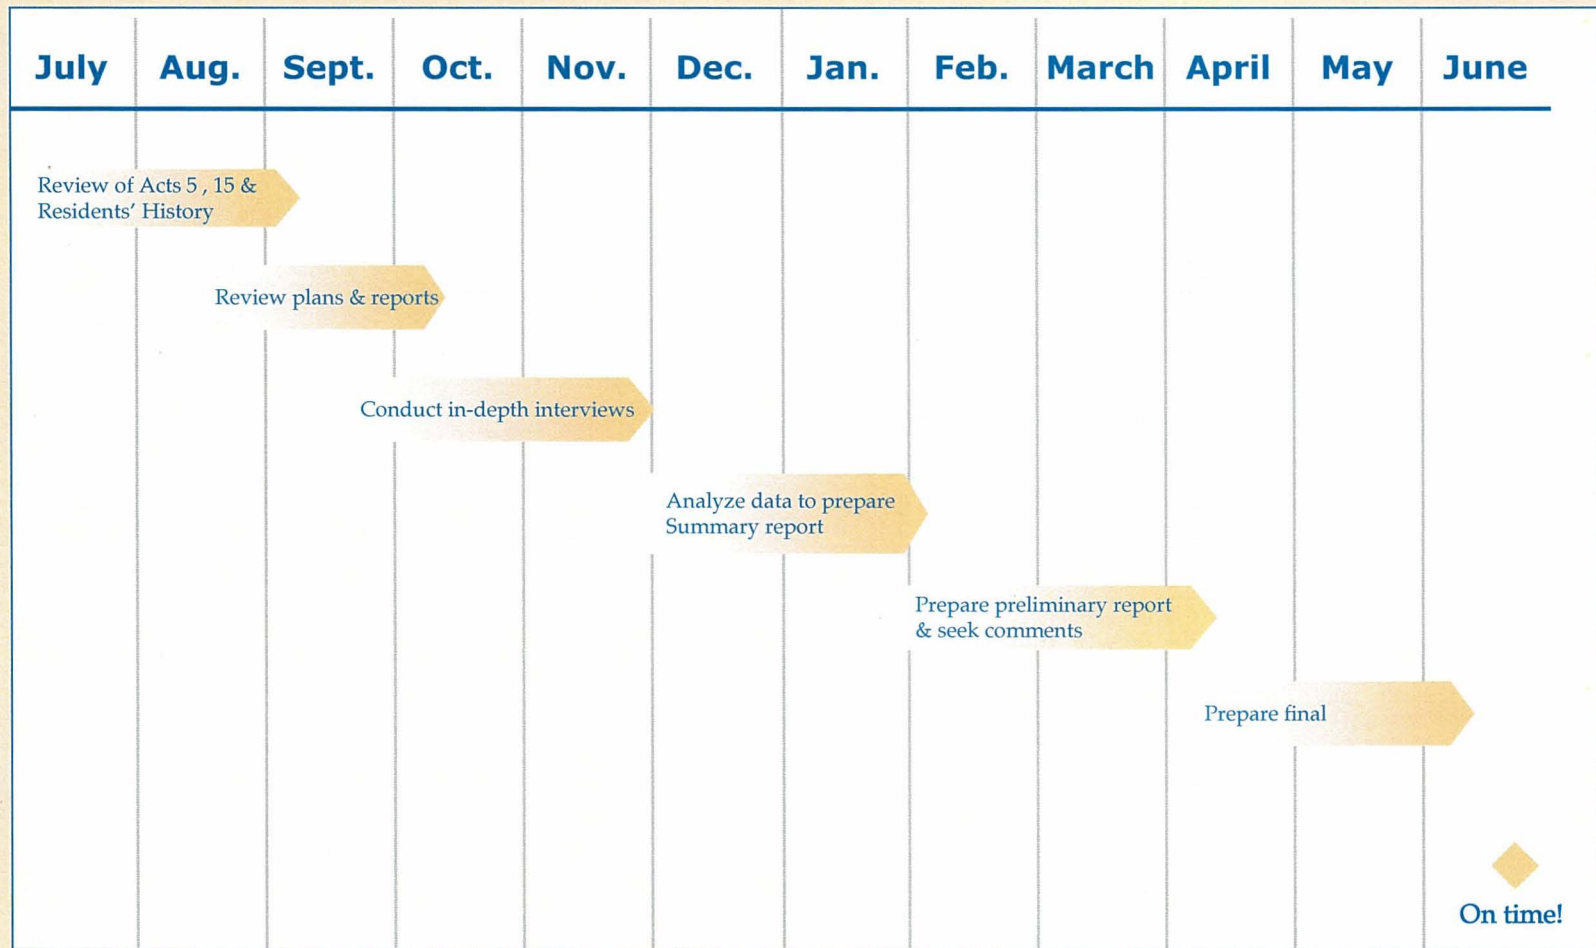 July Aug. Sept. Oct. Nov. Dec. Jan. Feb. March April May June
Review of Acts 5 , 15 &
Residents’ History
Review plans & reports
Conduct in-depth interviews
Analyze data to prepare
Summary report
Prepare preliminary report
& seek comments
Prepare final
On time!